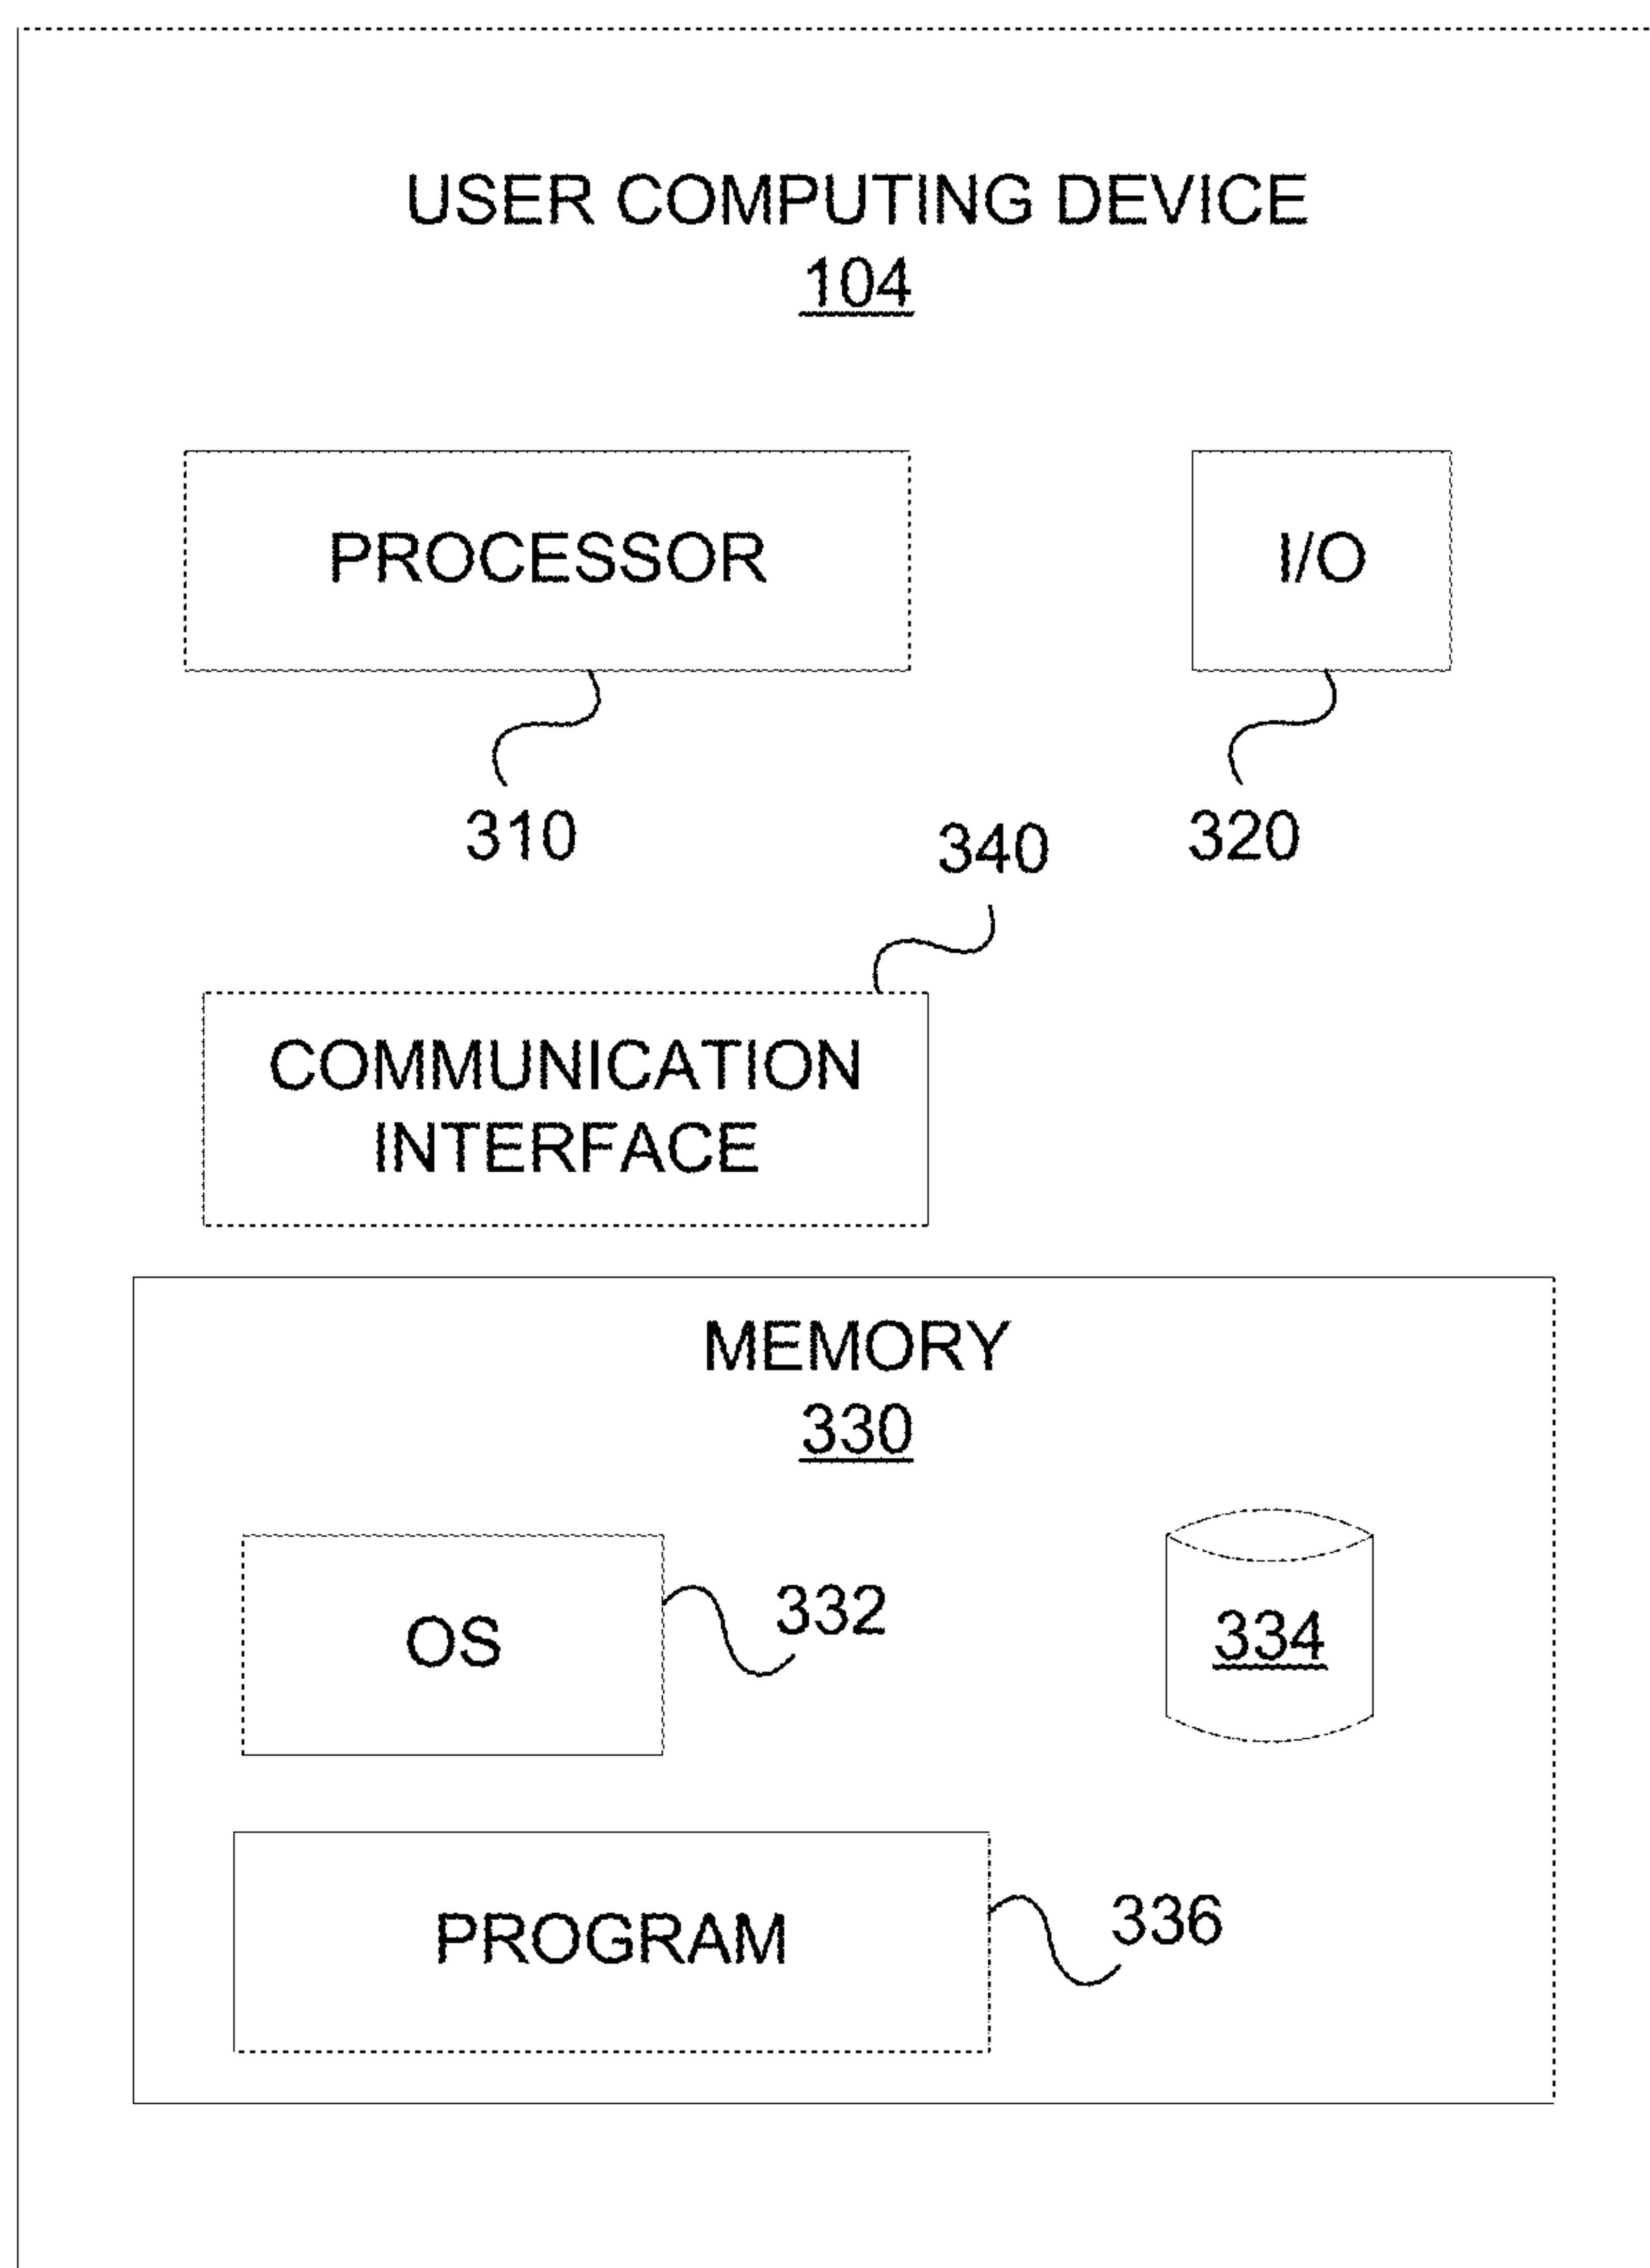 USER COMPUTING DEVICE
104
PROCESSOR
I/O
310
320
340
COMMUNICATION
INTERFACE
MEMORY
330
OS
332
334
PROGRAM
336